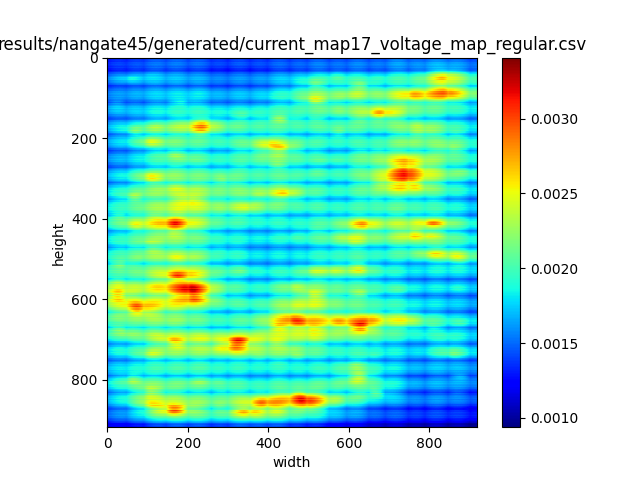 results/nangate45/generated/current_map17_voltage_map_regular.csv
0
200
400
600
800
height
0 200 400 600 800
width
0.0030
0.0025
0.0020
0.0015
0.0010